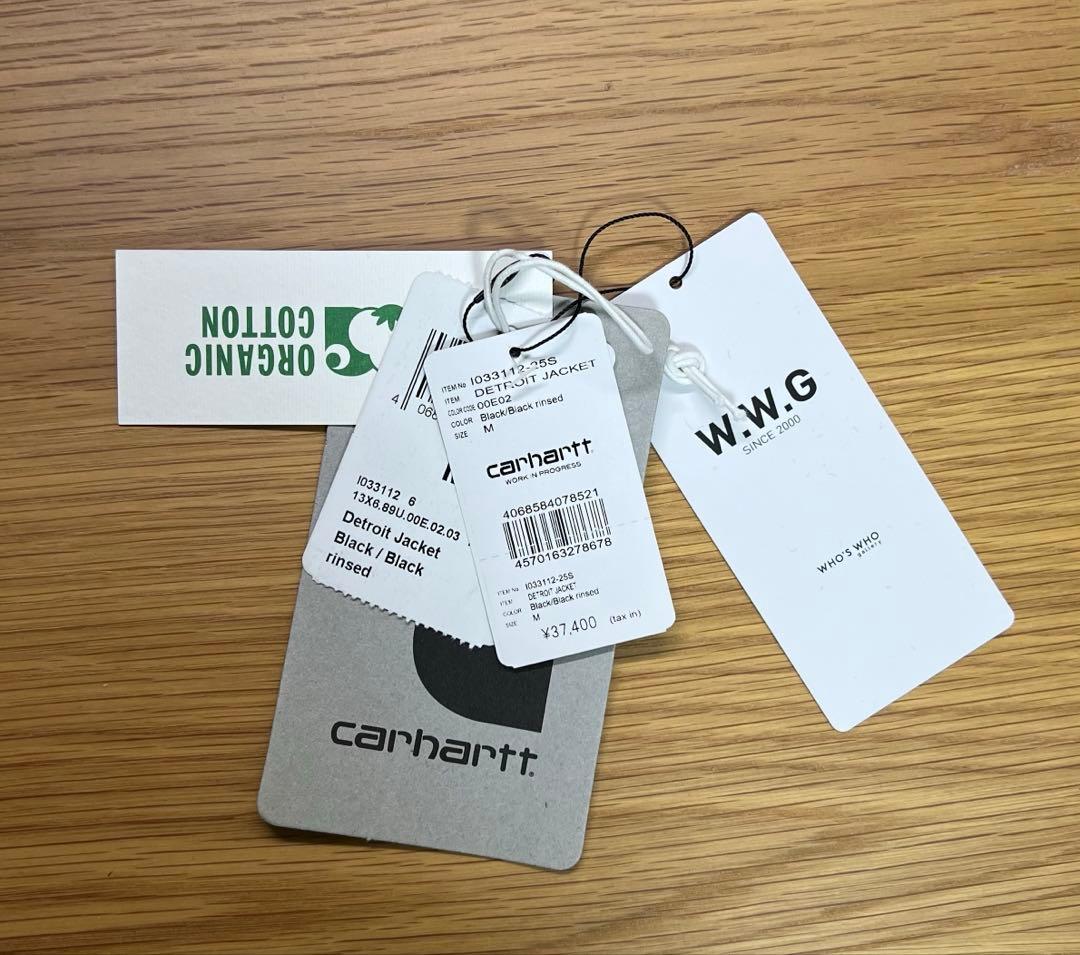 ORGANIC
COTTON
4 068
I033112 6
13X6.89U.00E.02.03
Detroit Jacket
Black / Black
rinsed
carhartt.
ITEM No I033112-25S
ITEM DETROIT JACKET
COLOR CODE 00E02
COLOR Black/Black rinsed
SIZE M
carhartt
WORK IN PROGRESS
4068584078521
4570163278678
ITEM No I033112-25S
ITEM DETROIT JACKET
COLOR Black/Black rinsed
SIZE M
¥37,400 (tax in)
W.W.G
SINCE 2000
WHO'S WHO
gallery